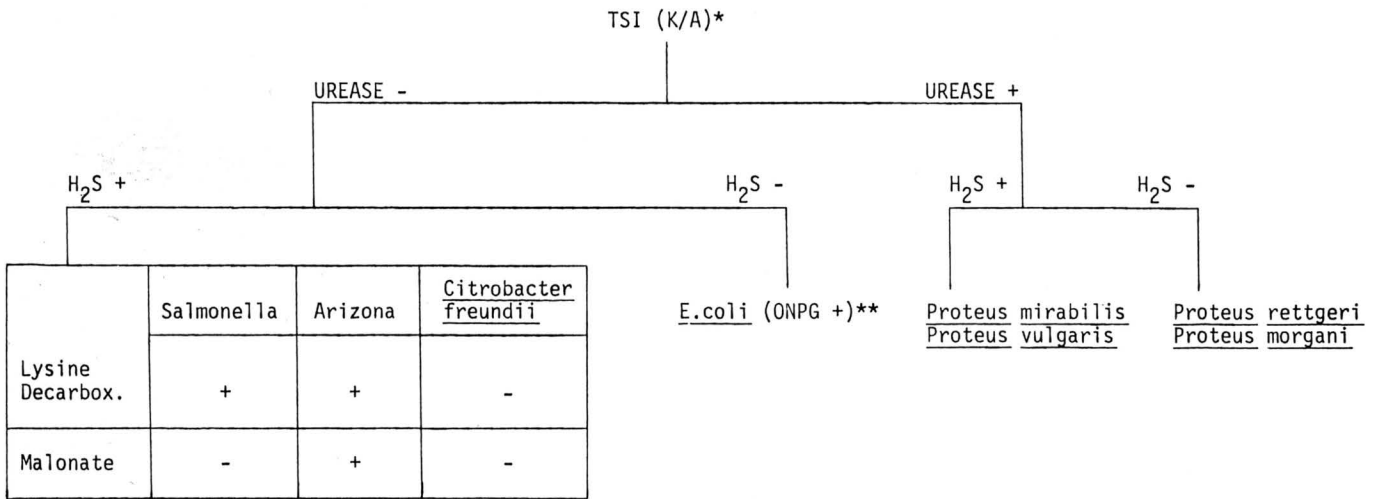 TSI (K/A)*
UREASE - UREASE +
H2S + H2S - H2S + H2S -
Salmonella Arizona Citrobacter freundii
Lysine Decarbox. + + -
Malonate - + -
E.coli (ONPG +)**
Proteus mirabilis
Proteus vulgaris
Proteus rettgeri
Proteus morgani